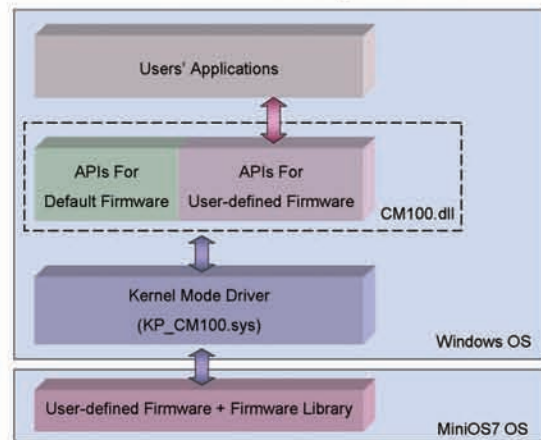 Users' Applications
APIs For
Default Firmware
APIs For
User-defined Firmware
CM100.dll
Kernel Mode Driver
(KP_CM100.sys)
Windows OS
User-defined Firmware + Firmware Library
MiniOS7 OS